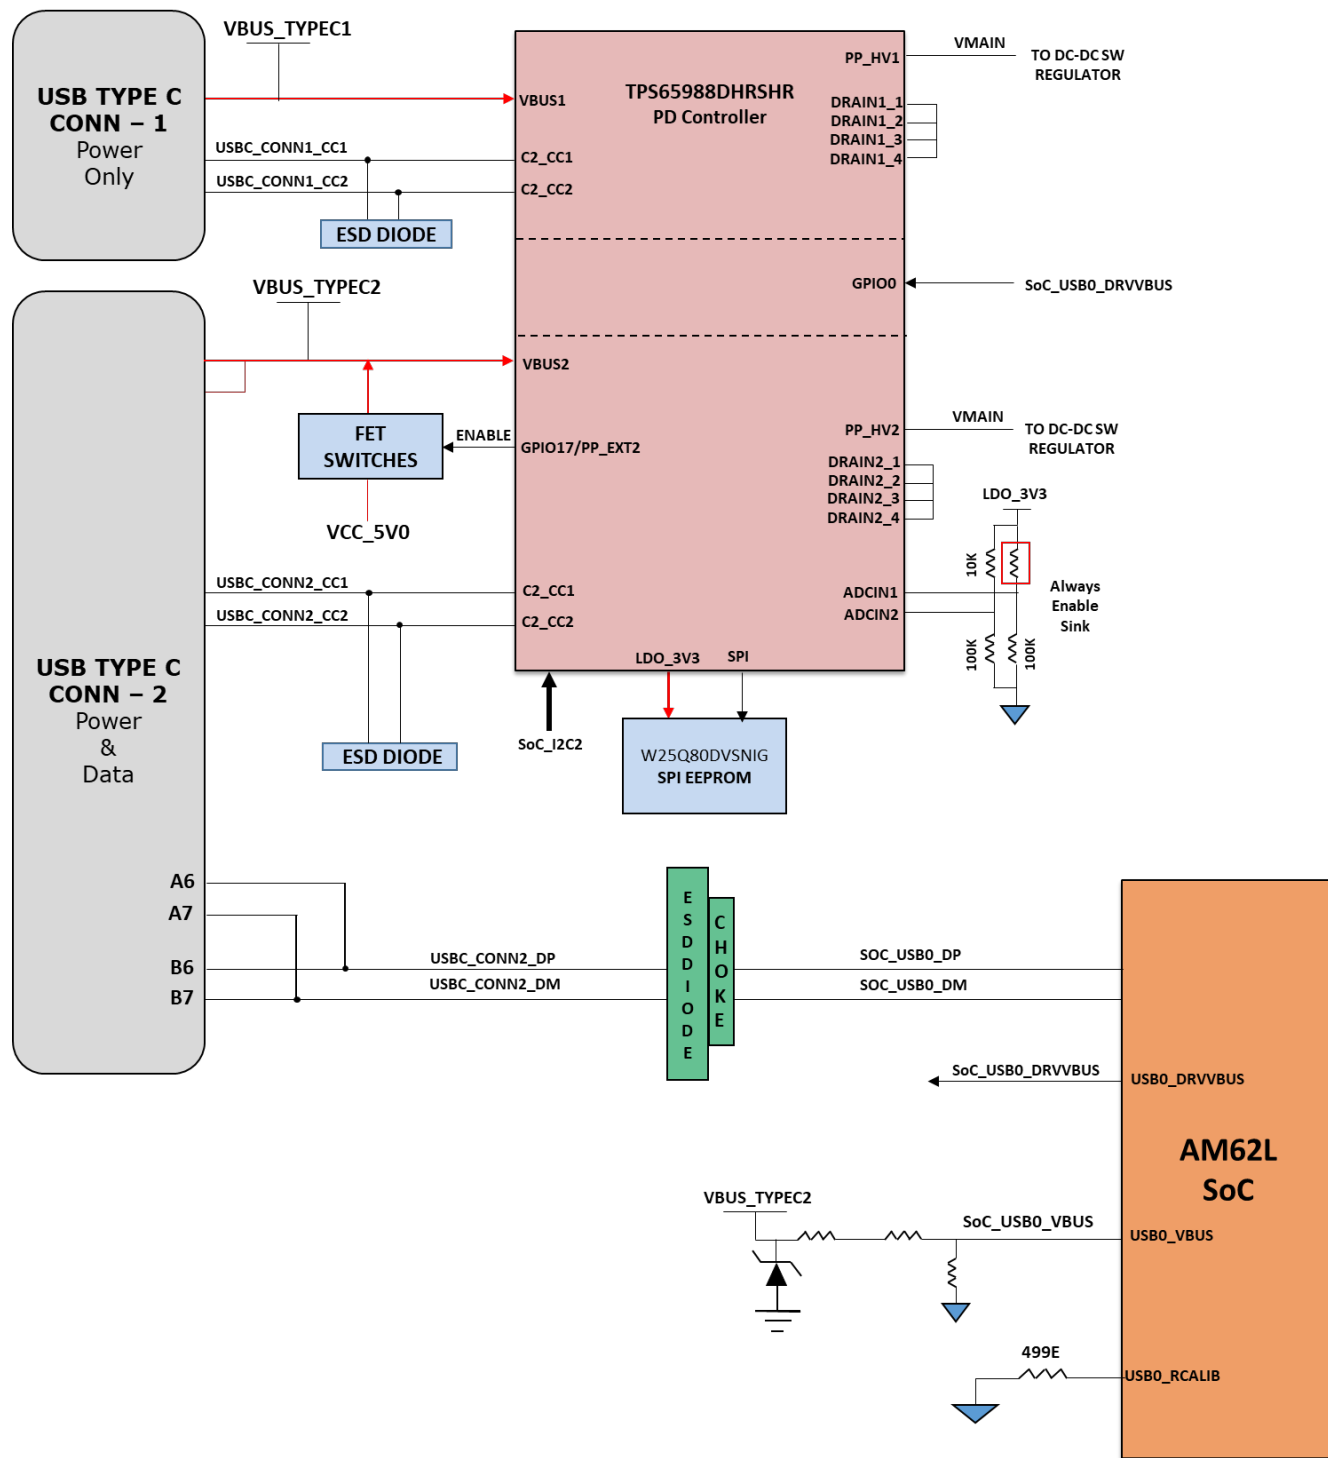 USB TYPE C
CONN – 1
Power
Only
VBUS_TYPEC1
USBC_CONN1_CC1
USBC_CONN1_CC2
ESD DIODE
TPS65988DHRSHR
PD Controller
VBUS1
C2_CC1
C2_CC2
PP_HV1
DRAIN1_1
DRAIN1_2
DRAIN1_3
DRAIN1_4
VMAIN
TO DC-DC SW
REGULATOR
GPIO0
SoC_USB0_DRVVBUS
USB TYPE C
CONN – 2
Power
&
Data
VBUS_TYPEC2
VBUS2
FET
SWITCHES
ENABLE
GPIO17/PP_EXT2
VCC_5V0
USBC_CONN2_CC1
USBC_CONN2_CC2
C2_CC1
C2_CC2
ESD DIODE
PP_HV2
DRAIN2_1
DRAIN2_2
DRAIN2_3
DRAIN2_4
VMAIN
TO DC-DC SW
REGULATOR
LDO_3V3
10K
ADCIN1
ADCIN2
Always
Enable
Sink
100K
100K
LDO_3V3
SPI
SoC_I2C2
W25Q80DVSNIG
SPI EEPROM
A6
A7
B6
B7
USBC_CONN2_DP
USBC_CONN2_DM
ESDDIODE
CHOKE
SOC_USB0_DP
SOC_USB0_DM
SoC_USB0_DRVVBUS
USB0_DRVVBUS
AM62L
SoC
VBUS_TYPEC2
SoC_USB0_VBUS
USB0_VBUS
499E
USB0_RCALIB